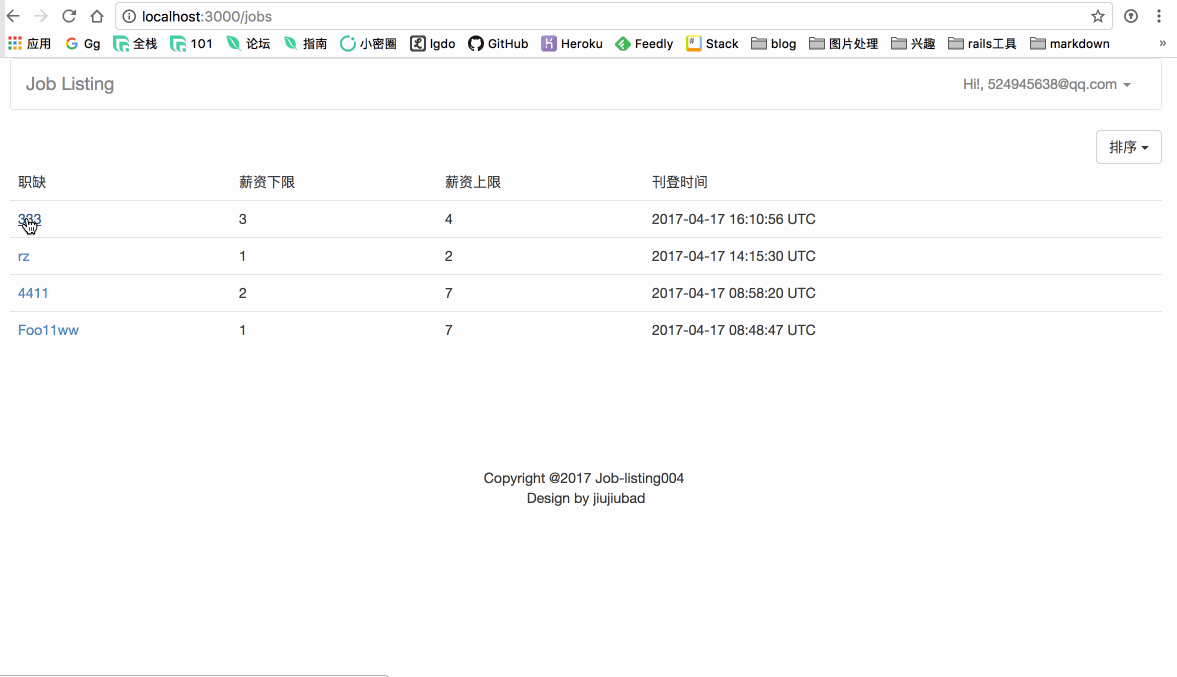 localhost:3000/jobs
应用 Gg 全栈 101 论坛 指南 小密圈 lgdo GitHub Heroku Feedly Stack blog 图片处理 兴趣 rails工具 markdown »
Job Listing Hi!, 524945638@qq.com
排序
职缺 薪资下限 薪资上限 刊登时间
333 3 4 2017-04-17 16:10:56 UTC
rz 1 2 2017-04-17 14:15:30 UTC
4411 2 7 2017-04-17 08:58:20 UTC
Foo11ww 1 7 2017-04-17 08:48:47 UTC
Copyright @2017 Job-listing004
Design by jiujiubad